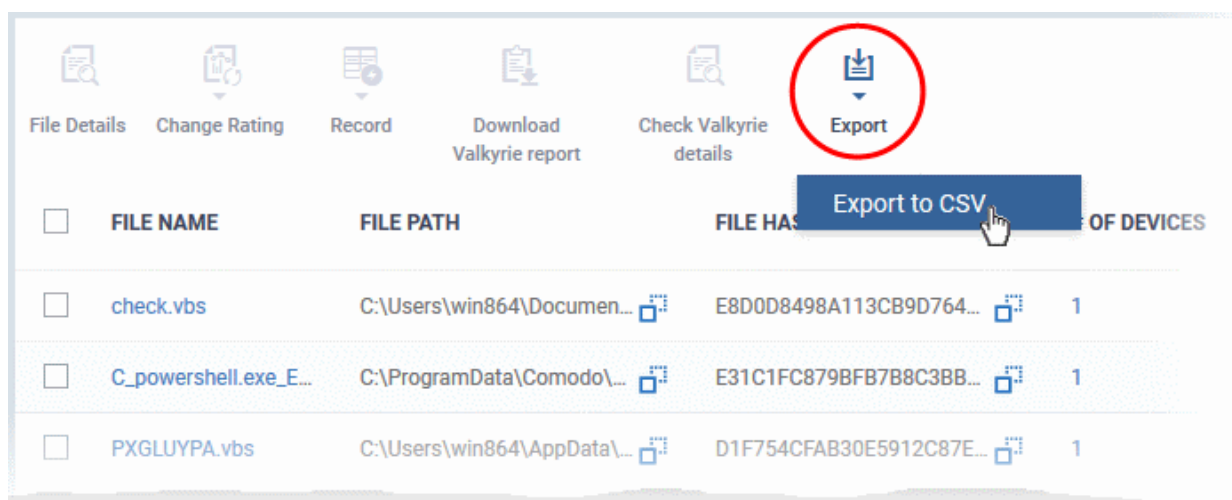 File Details
Change Rating
Record
Download
Valkyrie report
Check Valkyrie
details
Export
Export to CSV
FILE NAME
FILE PATH
FILE HAS
OF DEVICES
check.vbs
C:\Users\win864\Documen...
E8D0D8498A113CB9D764...
1
C_powershell.exe_E...
C:\ProgramData\Comodo\...
E31C1FC879BFB7B8C3BB...
1
PXGLUYPA.vbs
C:\Users\win864\AppData\...
D1F754CFAB30E5912C87E...
1